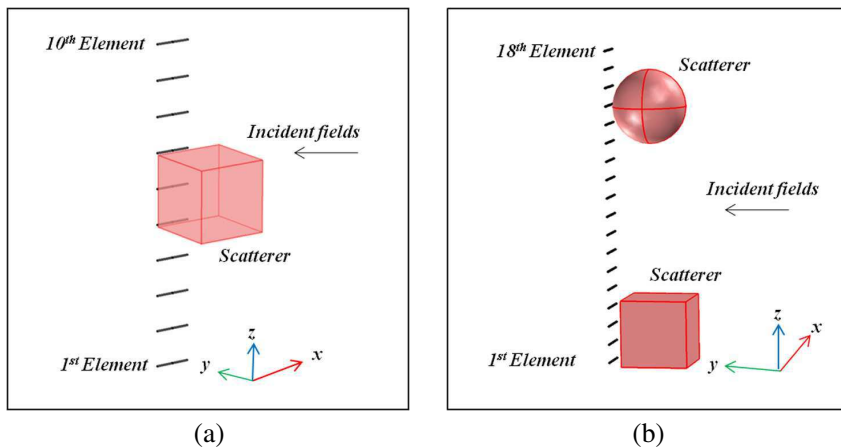 10th Element
Incident fields
Scatterer
1st Element
z
y
x
(a)
18th Element
Scatterer
Incident fields
Scatterer
1st Element
z
x
y
(b)